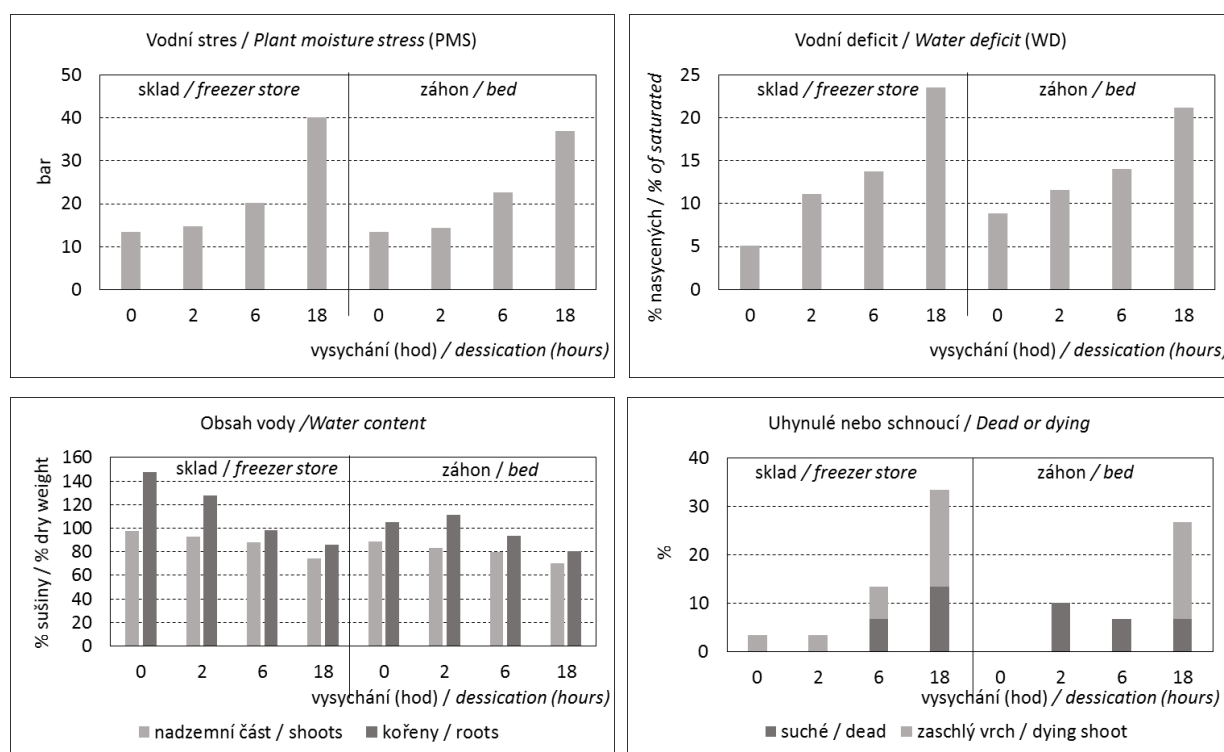 Vodní stres / Plant moisture stress (PMS)
50
40
30
20
10
0
bar
sklad / freezer store
záhon / bed
0 2 6 18 0 2 6 18
vysychání (hod) / dessication (hours)
Vodní deficit / Water deficit (WD)
25
20
15
10
5
0
% nasycených / % of saturated
sklad / freezer store
záhon / bed
0 2 6 18 0 2 6 18
vysychání (hod) / dessication (hours)
Obsah vody /Water content
160
140
120
100
80
60
40
20
0
% sušiny / % dry weight
sklad / freezer store
záhon / bed
0 2 6 18 0 2 6 18
vysychání (hod) / dessication (hours)
nadzemní část / shoots kořeny / roots
Uhynulé nebo schnoucí / Dead or dying
40
30
20
10
0
%
sklad / freezer store
záhon / bed
0 2 6 18 0 2 6 18
vysychání (hod) / dessication (hours)
suché / dead zaschlý vrch / dying shoot